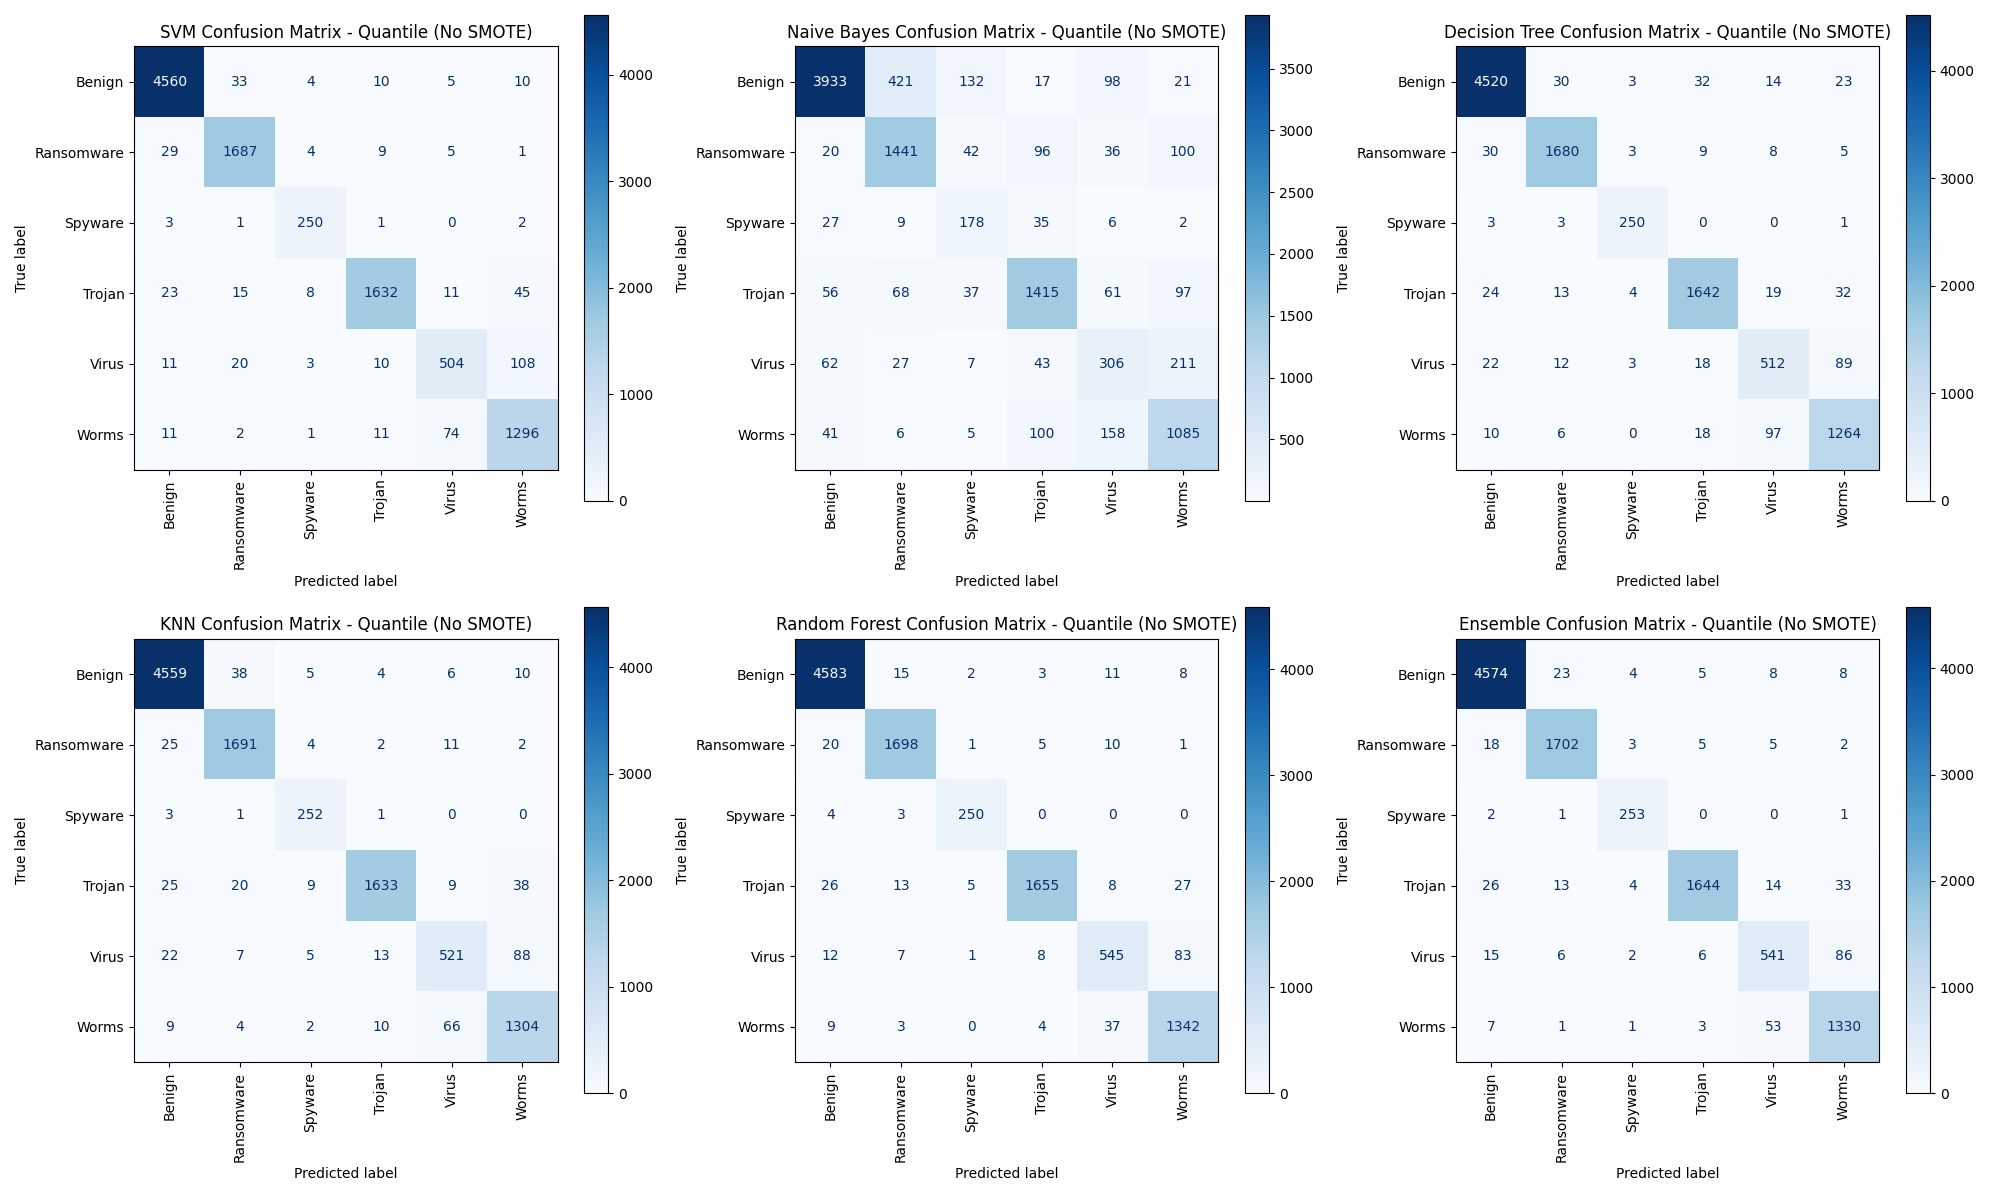 SVM Confusion Matrix - Quantile (No SMOTE)
Benign 4560 33 4 10 5 10
Ransomware 29 1687 4 9 5 1
Spyware 3 1 250 1 0 2
Trojan 23 15 8 1632 11 45
Virus 11 20 3 10 504 108
Worms 11 2 1 11 74 1296
True label
Benign Ransomware Spyware Trojan Virus Worms
Predicted label
4000
3000
2000
1000
0
Naive Bayes Confusion Matrix - Quantile (No SMOTE)
Benign 3933 421 132 17 98 21
Ransomware 20 1441 42 96 36 100
Spyware 27 9 178 35 6 2
Trojan 56 68 37 1415 61 97
Virus 62 27 7 43 306 211
Worms 41 6 5 100 158 1085
True label
Benign Ransomware Spyware Trojan Virus Worms
Predicted label
3500
3000
2500
2000
1500
1000
500
Decision Tree Confusion Matrix - Quantile (No SMOTE)
Benign 4520 30 3 32 14 23
Ransomware 30 1680 3 9 8 5
Spyware 3 3 250 0 0 1
Trojan 24 13 4 1642 19 32
Virus 22 12 3 18 512 89
Worms 10 6 0 18 97 1264
True label
Benign Ransomware Spyware Trojan Virus Worms
Predicted label
4000
3000
2000
1000
0
KNN Confusion Matrix - Quantile (No SMOTE)
Benign 4559 38 5 4 6 10
Ransomware 25 1691 4 2 11 2
Spyware 3 1 252 1 0 0
Trojan 25 20 9 1633 9 38
Virus 22 7 5 13 521 88
Worms 9 4 2 10 66 1304
True label
Benign Ransomware Spyware Trojan Virus Worms
Predicted label
4000
3000
2000
1000
0
Random Forest Confusion Matrix - Quantile (No SMOTE)
Benign 4583 15 2 3 11 8
Ransomware 20 1698 1 5 10 1
Spyware 4 3 250 0 0 0
Trojan 26 13 5 1655 8 27
Virus 12 7 1 8 545 83
Worms 9 3 0 4 37 1342
True label
Benign Ransomware Spyware Trojan Virus Worms
Predicted label
4000
3000
2000
1000
0
Ensemble Confusion Matrix - Quantile (No SMOTE)
Benign 4574 23 4 5 8 8
Ransomware 18 1702 3 5 5 2
Spyware 2 1 253 0 0 1
Trojan 26 13 4 1644 14 33
Virus 15 6 2 6 541 86
Worms 7 1 1 3 53 1330
True label
Benign Ransomware Spyware Trojan Virus Worms
Predicted label
4000
3000
2000
1000
0